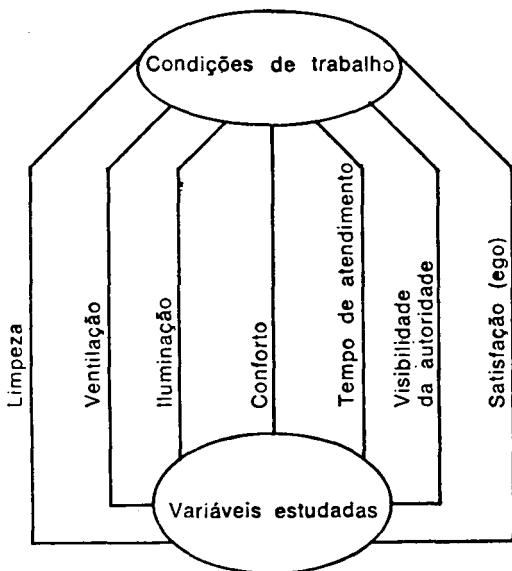 Condições de trabalho
Limpeza
Ventilação
Iluminação
Conforto
Tempo de atendimento
Visibilidade
da autoridade
Satisfação (ego)
Variáveis estudadas